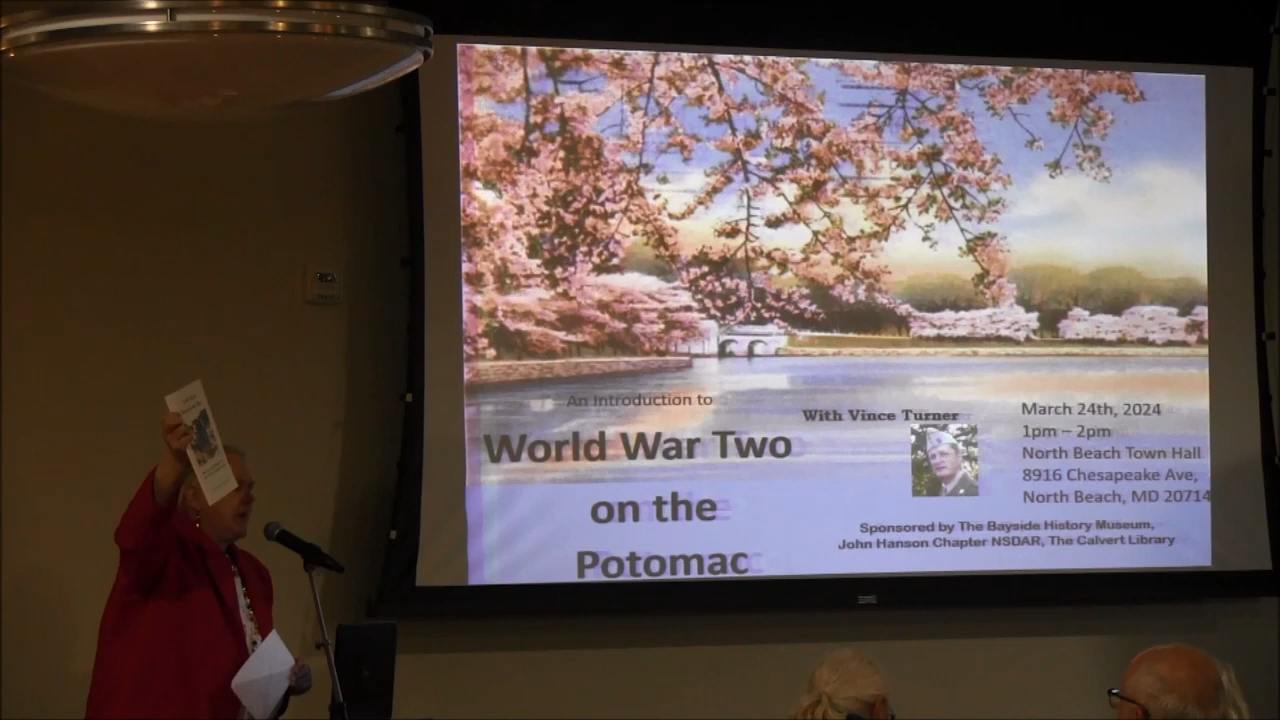 An Introduction to
World War Two
on the
Potomac
With Vince Turner
March 24th, 2024
1pm – 2pm
North Beach Town Hall
8916 Chesapeake Ave,
North Beach, MD 20714
Sponsored by The Bayside History Museum,
John Hanson Chapter NSDAR, The Calvert Library